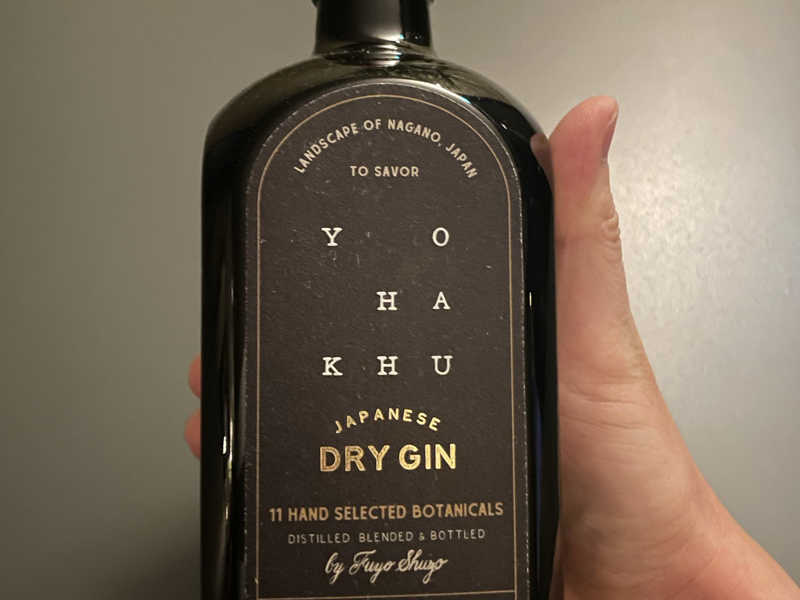 LANDSCAPE OF NAGANO, JAPAN
TO SAVOR
Y O
H A
K H U
JAPANESE
DRY GIN
11 HAND SELECTED BOTANICALS
DISTILLED BLENDED & BOTTLED
by Fuyo Shuzo